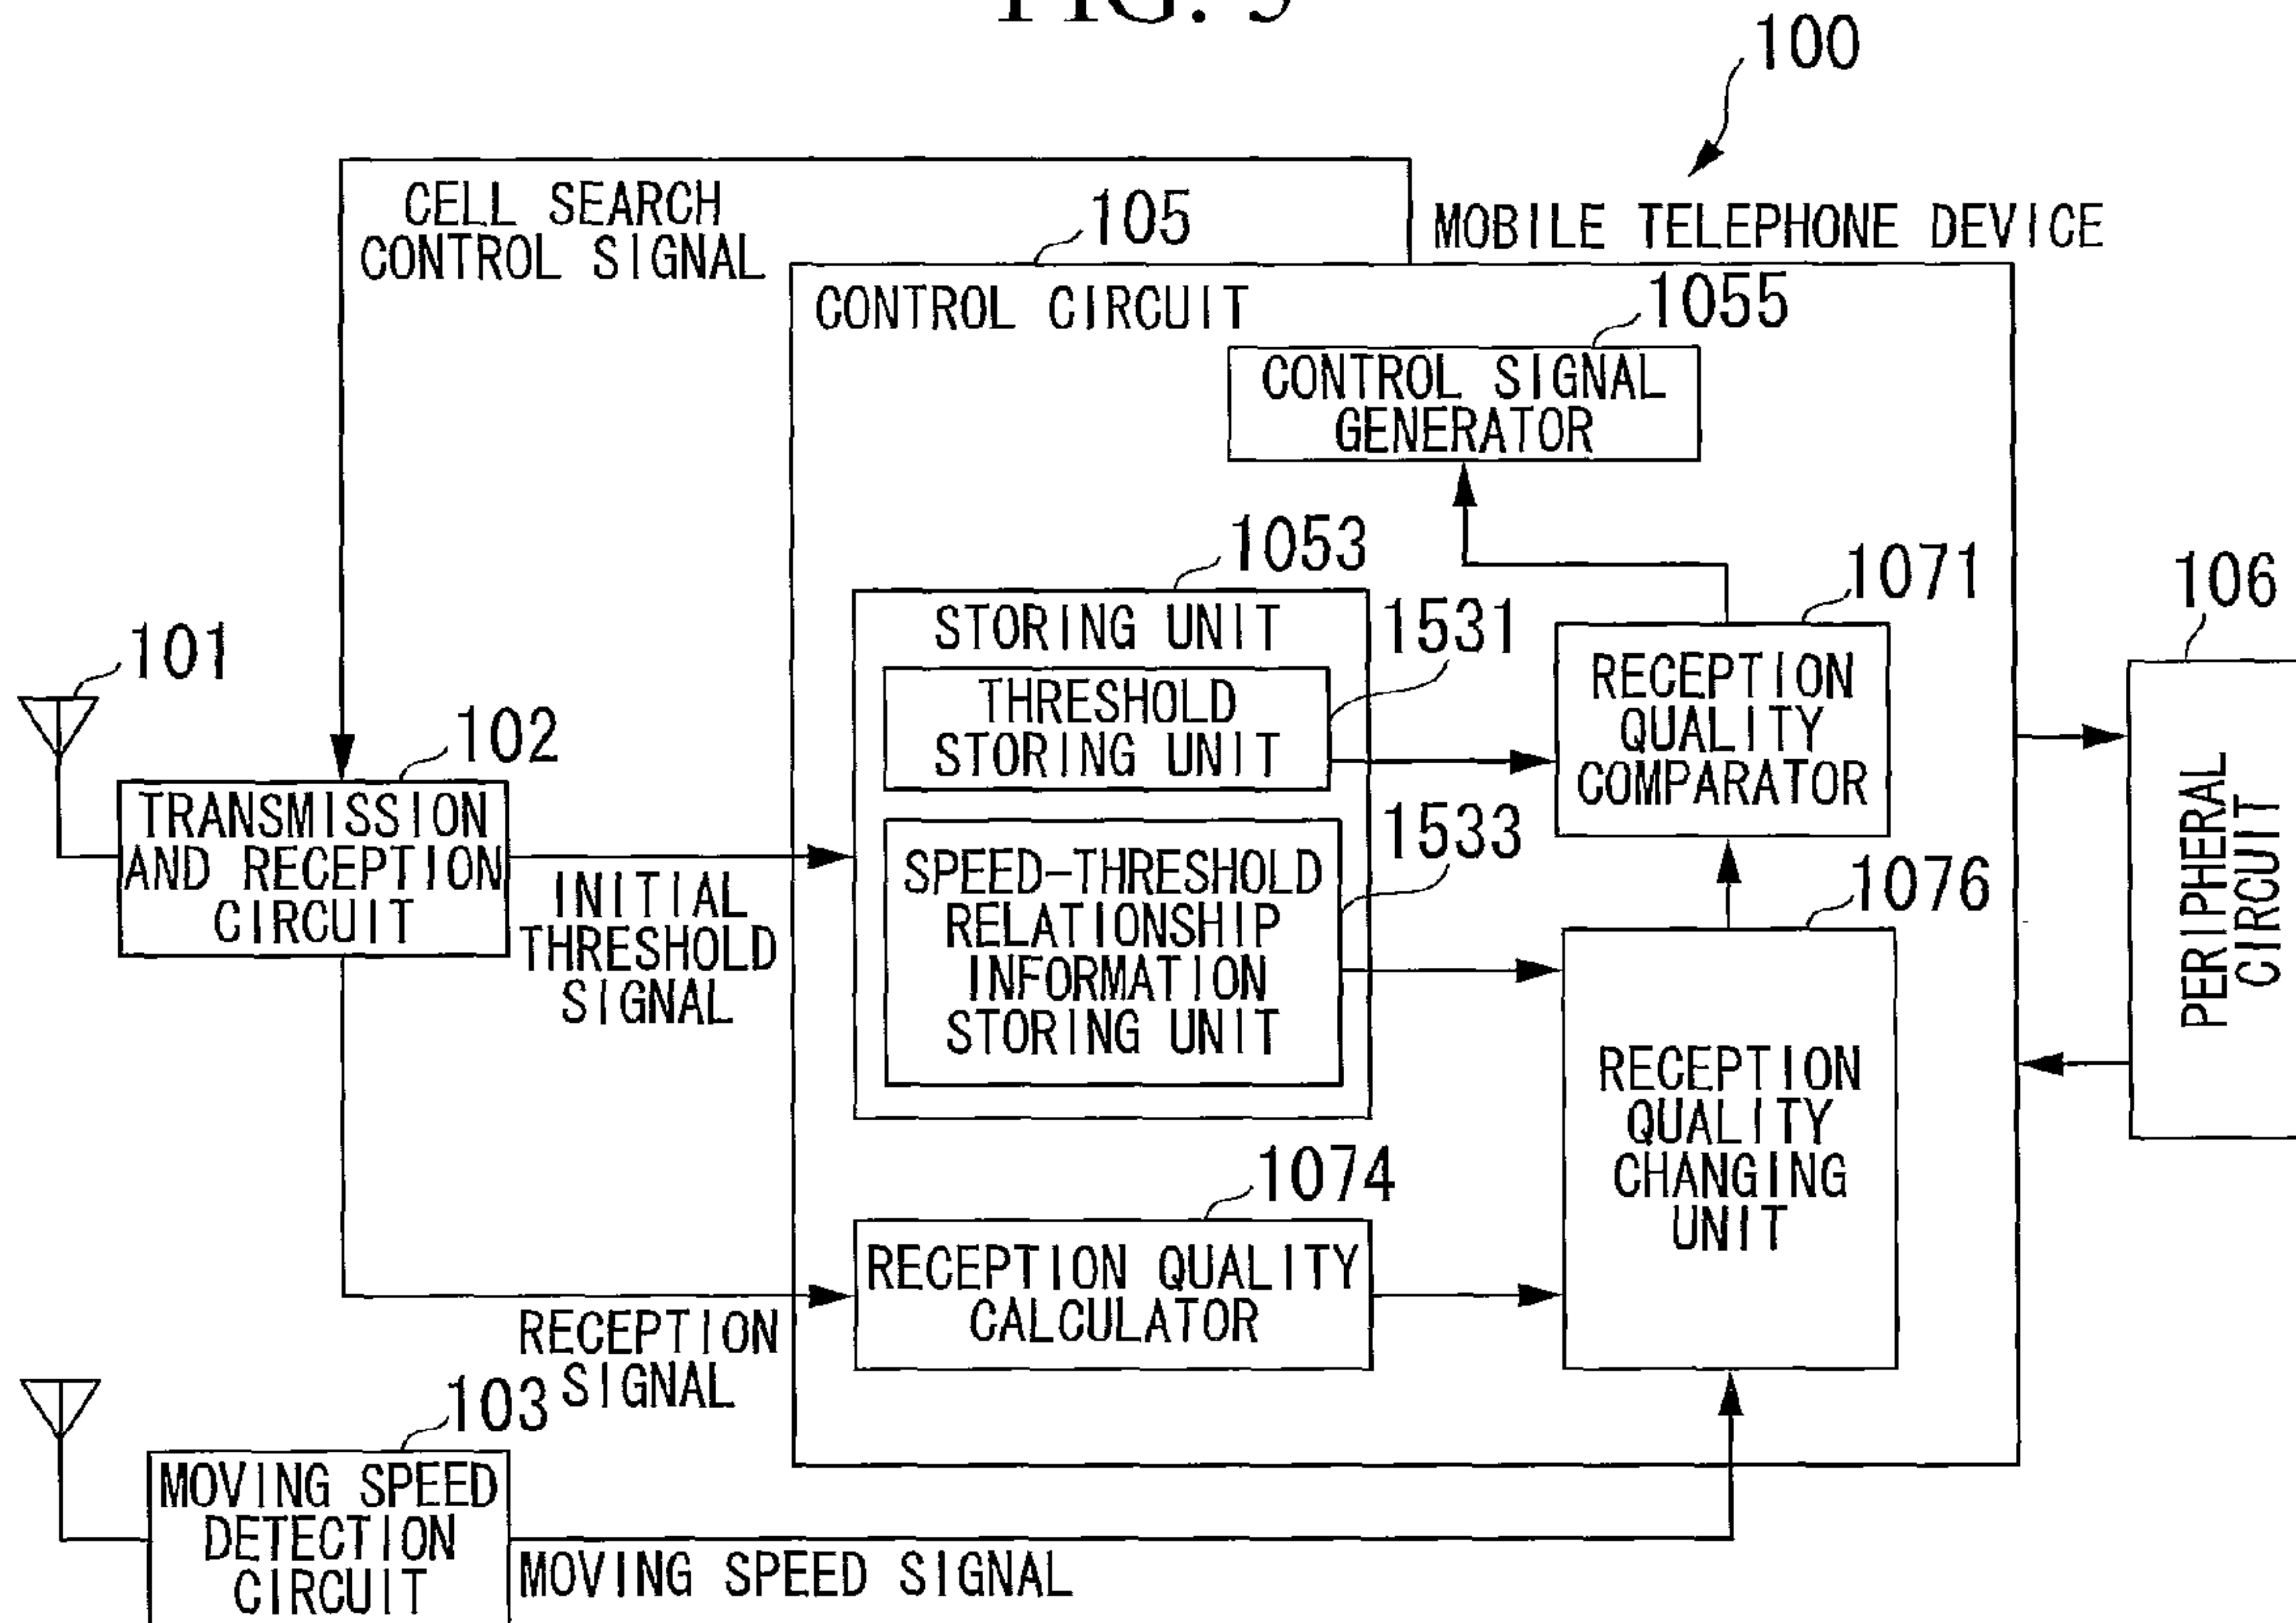 100
CELL SEARCH
CONTROL SIGNAL
105
MOBILE TELEPHONE DEVICE
CONTROL CIRCUIT
1055
CONTROL SIGNAL
GENERATOR
1053
STORING UNIT
1531
THRESHOLD
STORING UNIT
1071
RECEPTION
QUALITY
COMPARATOR
106
PERIPHERAL
CIRCUIT
101
102
TRANSMISSION
AND RECEPTION
CIRCUIT
INITIAL
THRESHOLD
SIGNAL
1533
SPEED-THRESHOLD
RELATIONSHIP
INFORMATION
STORING UNIT
1076
RECEPTION
QUALITY
CHANGING
UNIT
1074
RECEPTION QUALITY
CALCULATOR
RECEPTION
SIGNAL
103
MOVING SPEED
DETECTION
CIRCUIT
MOVING SPEED SIGNAL